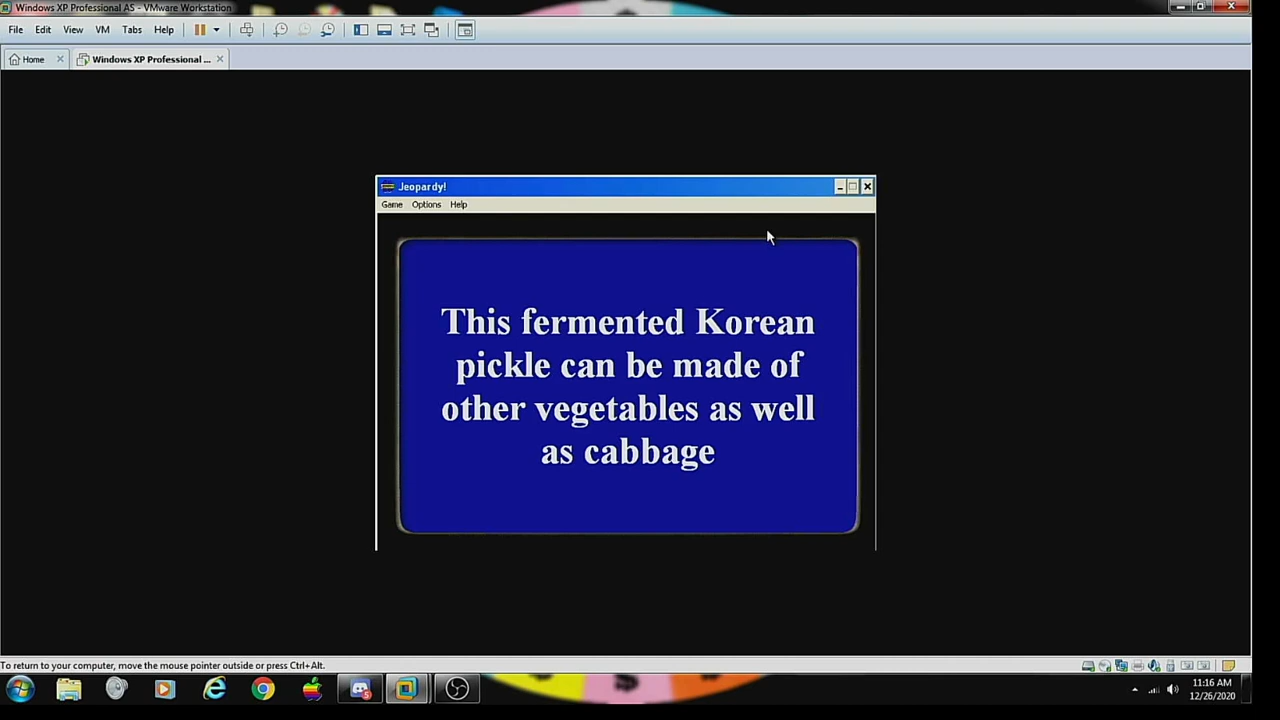 Windows XP Professional AS - VMware Workstation
File Edit View VM Tabs Help
Home Windows XP Professional ...
Jeopardy!
Game Options Help
This fermented Korean
pickle can be made of
other vegetables as well
as cabbage
To return to your computer, move the mouse pointer outside or press Ctrl+Alt.
5
11:16 AM
12/26/2020